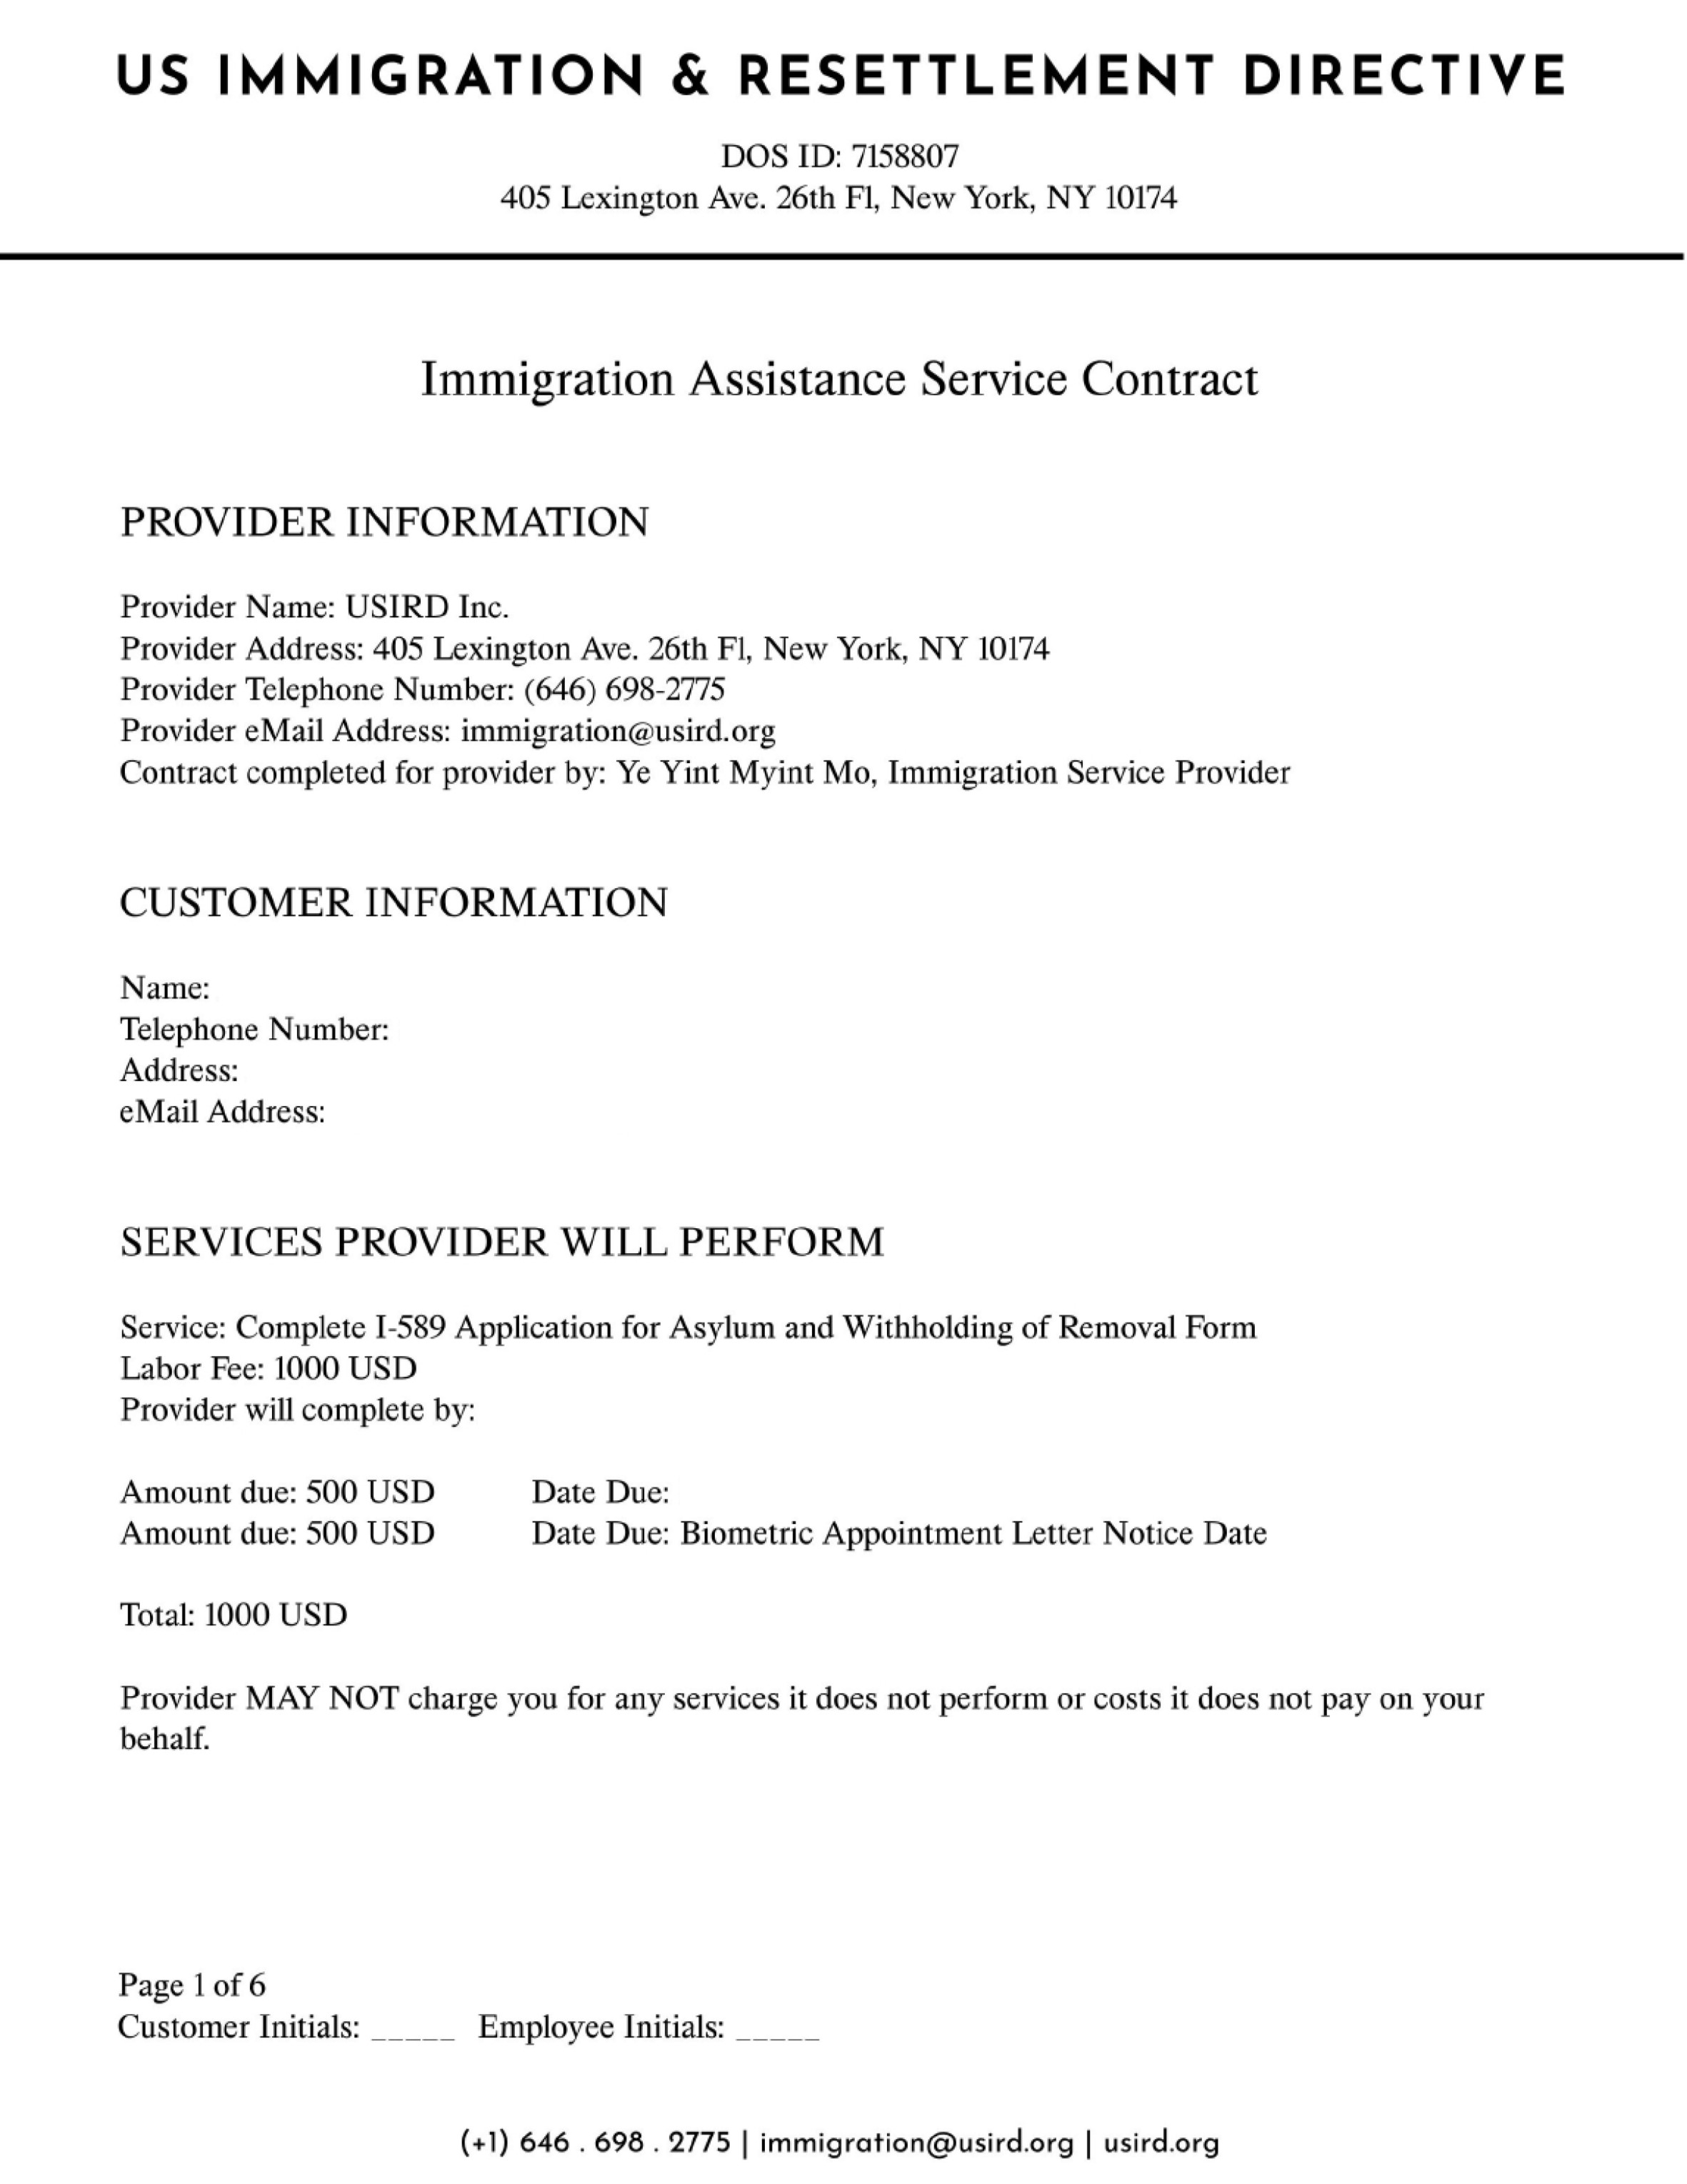 US IMMIGRATION & RESETTLEMENT DIRECTIVE
DOS ID: 7158807
405 Lexington Ave. 26th Fl, New York, NY 10174
Immigration Assistance Service Contract
PROVIDER INFORMATION
Provider Name: USIRD Inc.
Provider Address: 405 Lexington Ave. 26th Fl, New York, NY 10174
Provider Telephone Number: (646) 698-2775
Provider eMail Address: immigration@usird.org
Contract completed for provider by: Ye Yint Myint Mo, Immigration Service Provider
CUSTOMER INFORMATION
Name:
Telephone Number:
Address:
eMail Address:
SERVICES PROVIDER WILL PERFORM
Service: Complete I-589 Application for Asylum and Withholding of Removal Form
Labor Fee: 1000 USD
Provider will complete by:
Amount due: 500 USD Date Due:
Amount due: 500 USD Date Due: Biometric Appointment Letter Notice Date
Total: 1000 USD
Provider MAY NOT charge you for any services it does not perform or costs it does not pay on your
behalf.
Page 1 of 6
Customer Initials: _____ Employee Initials: _____
(+1) 646 . 698 . 2775 | immigration@usird.org | usird.org